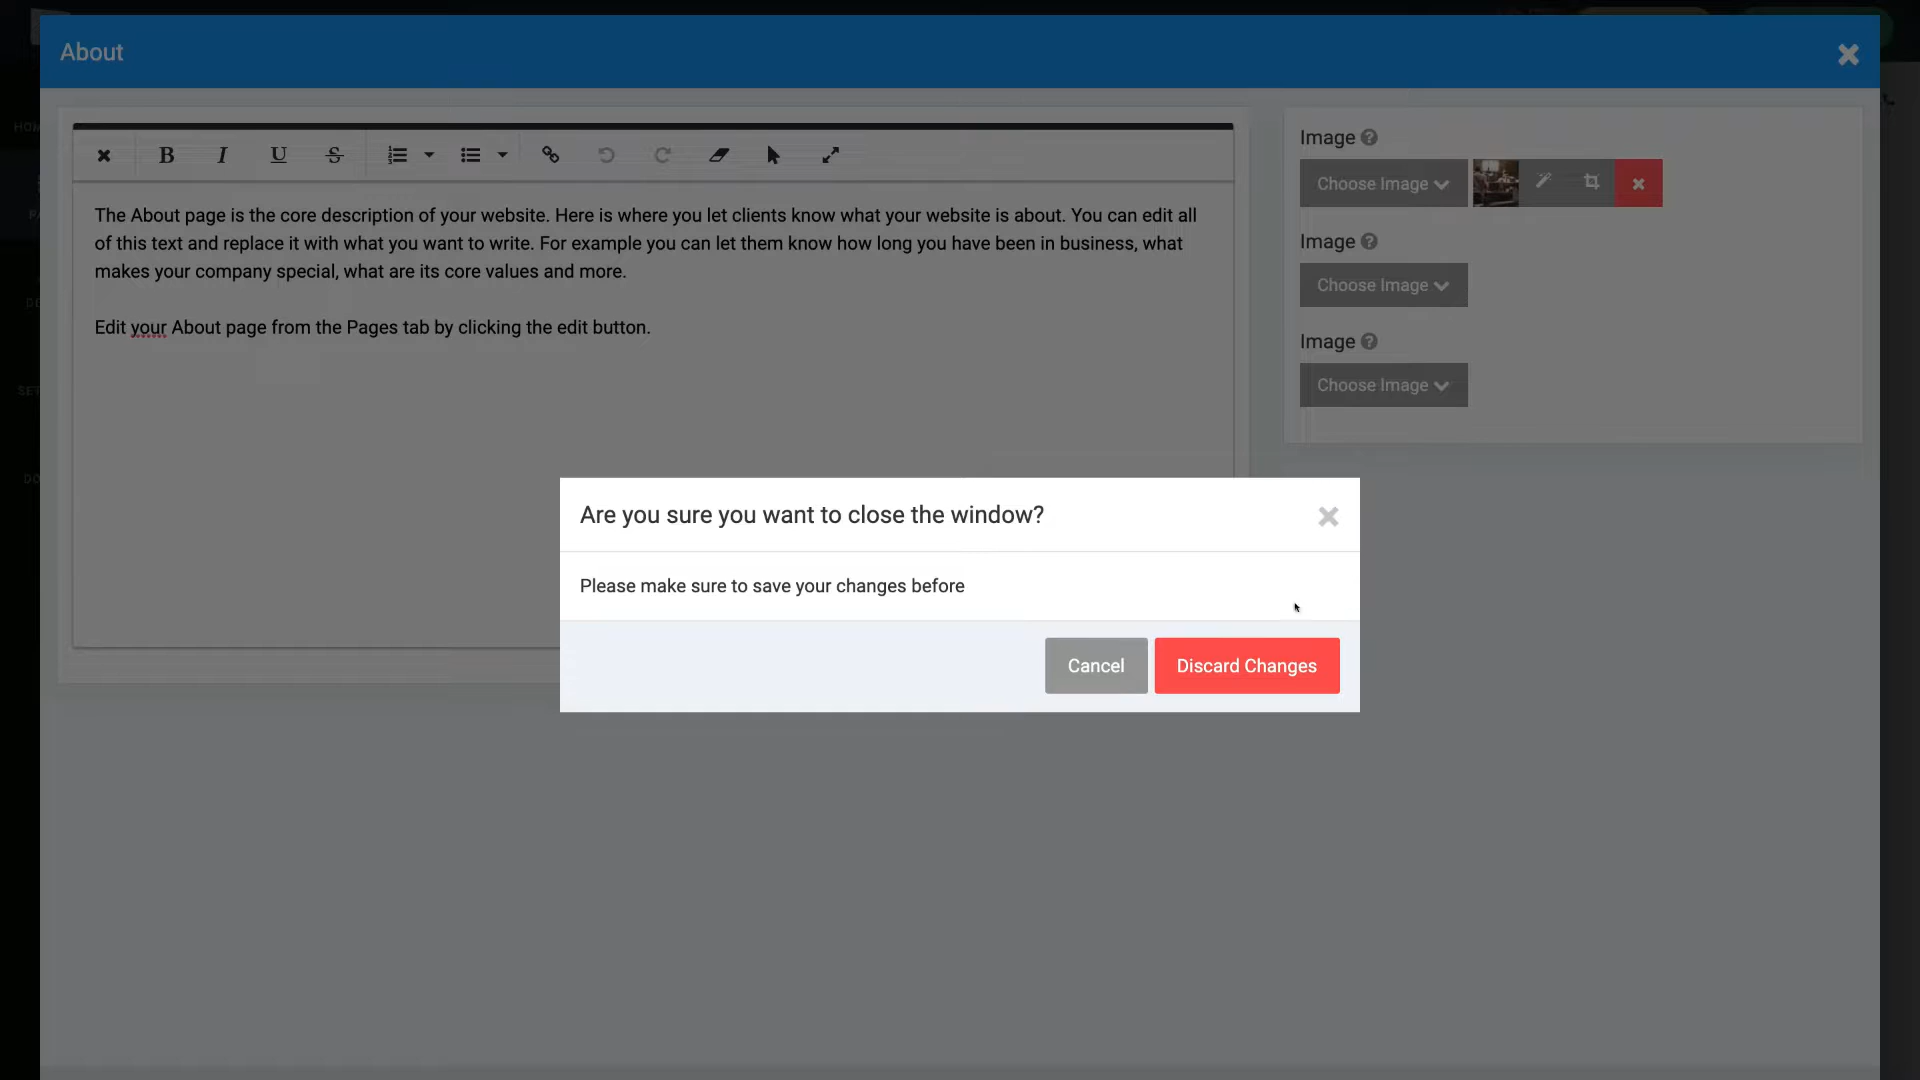 About
B I U S
The About page is the core description of your website. Here is where you let clients know what your website is about. You can edit all
of this text and replace it with what you want to write. For example you can let them know how long you have been in business, what
makes your company special, what are its core values and more.
Edit your About page from the Pages tab by clicking the edit button.
Image
Choose Image
Image
Choose Image
Image
Choose Image
Are you sure you want to close the window?
Please make sure to save your changes before
Cancel
Discard Changes